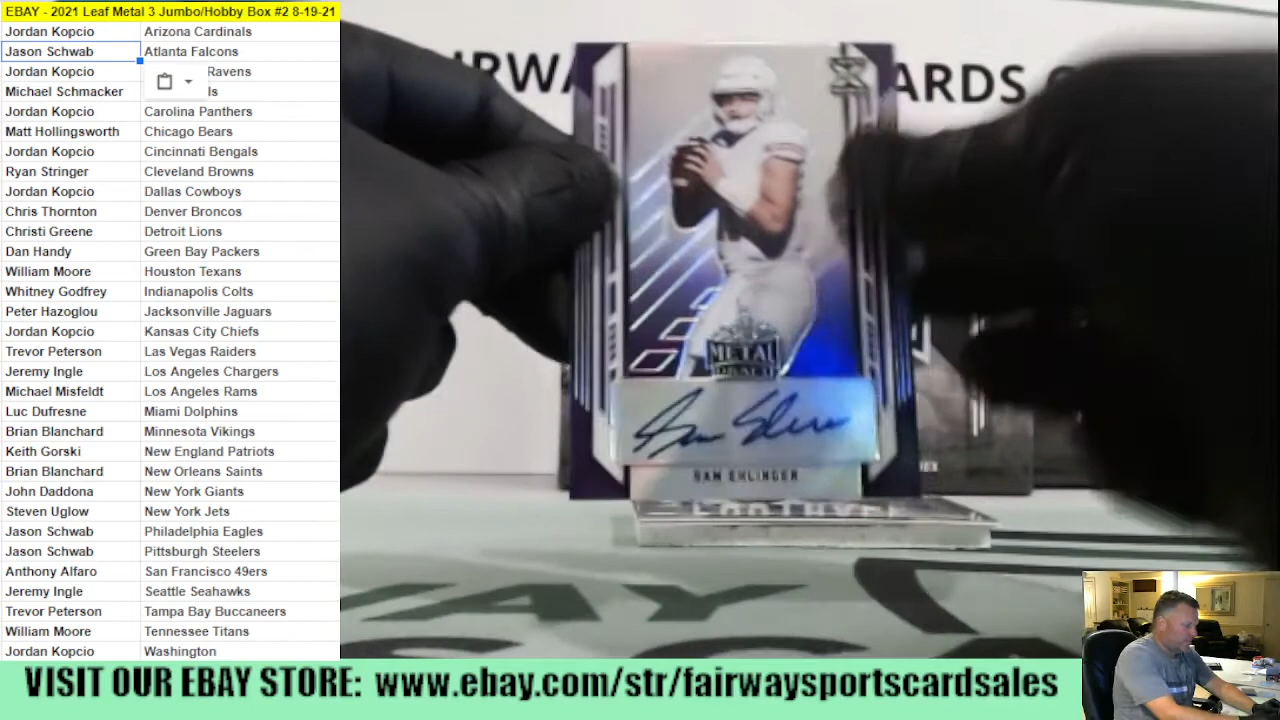 EBAY - 2021 Leaf Metal 3 Jumbo/Hobby Box #2 8-19-21
Jordan Kopcio Arizona Cardinals
Jason Schwab Atlanta Falcons
Jordan Kopcio Ravens
Michael Schmacker ls
Jordan Kopcio Carolina Panthers
Matt Hollingsworth Chicago Bears
Jordan Kopcio Cincinnati Bengals
Ryan Stringer Cleveland Browns
Jordan Kopcio Dallas Cowboys
Chris Thornton Denver Broncos
Christi Greene Detroit Lions
Dan Handy Green Bay Packers
William Moore Houston Texans
Whitney Godfrey Indianapolis Colts
Peter Hazoglou Jacksonville Jaguars
Jordan Kopcio Kansas City Chiefs
Trevor Peterson Las Vegas Raiders
Jeremy Ingle Los Angeles Chargers
Michael Misfeldt Los Angeles Rams
Luc Dufresne Miami Dolphins
Brian Blanchard Minnesota Vikings
Keith Gorski New England Patriots
Brian Blanchard New Orleans Saints
John Daddona New York Giants
Steven Uglow New York Jets
Jason Schwab Philadelphia Eagles
Jason Schwab Pittsburgh Steelers
Anthony Alfaro San Francisco 49ers
Jeremy Ingle Seattle Seahawks
Trevor Peterson Tampa Bay Buccaneers
William Moore Tennessee Titans
Jordan Kopcio Washington
IRWA ARDS
METAL
DRAFT
SAM EHLINGER
WAY
VISIT OUR EBAY STORE: www.ebay.com/str/fairwaysportscardsales